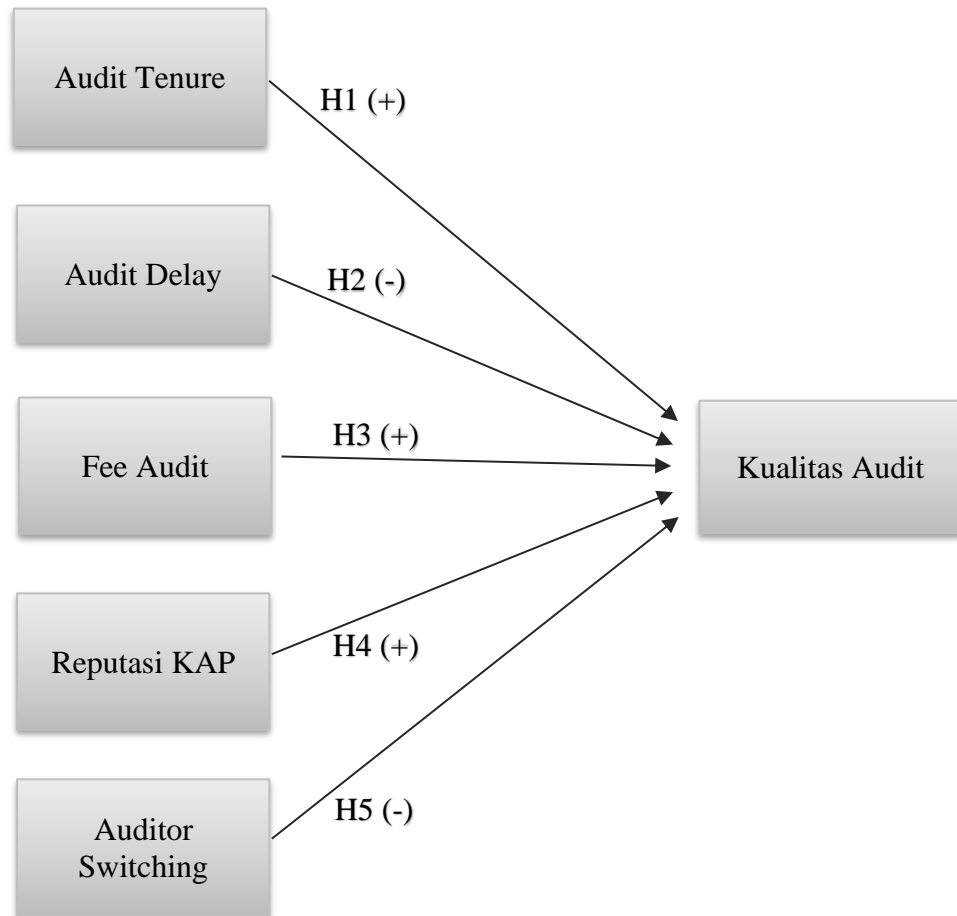 Audit Tenure
H1 (+)
Audit Delay
H2 (-)
Fee Audit
H3 (+)
Kualitas Audit
Reputasi KAP
H4 (+)
Auditor
Switching
H5 (-)